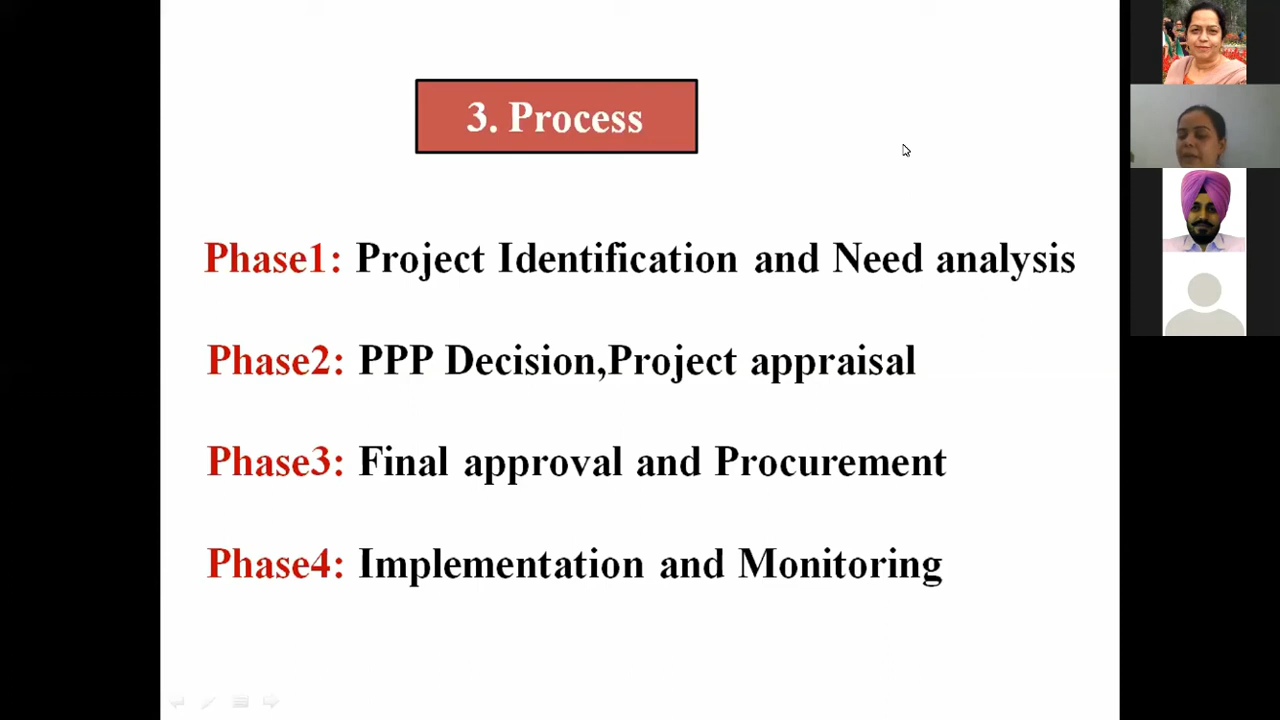 3. Process
Phase1: Project Identification and Need analysis
Phase2: PPP Decision,Project appraisal
Phase3: Final approval and Procurement
Phase4: Implementation and Monitoring